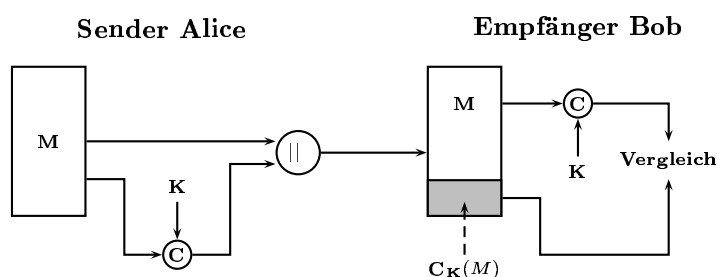 Sender Alice
Empfänger Bob
M
K
C
||
M
C
K
Vergleich
C_K(M)